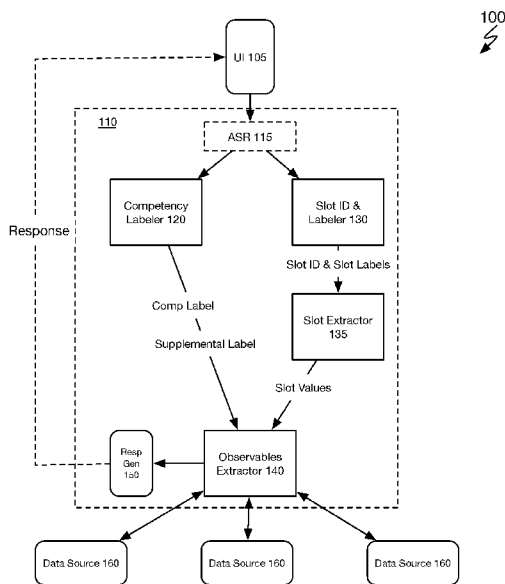 100
UI 105
110
ASR 115
Competency
Labeler 120
Slot ID &
Labeler 130
Response
Slot ID & Slot Labels
Comp Label
Slot Extractor
135
Supplemental Label
Slot Values
Resp
Gen
150
Observables
Extractor 140
Data Source 160
Data Source 160
Data Source 160